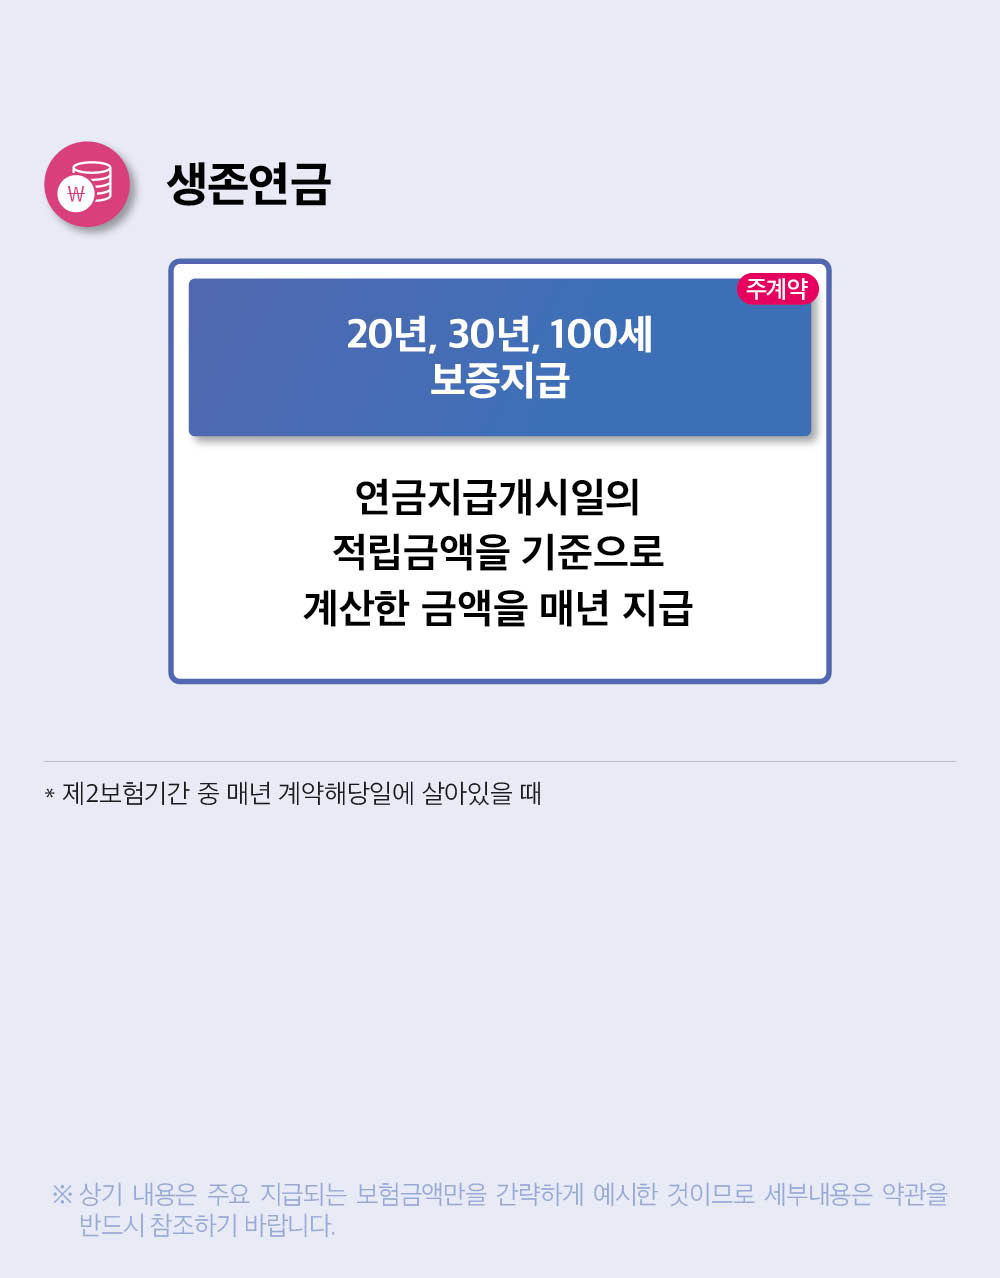 ₩
생존연금
주계약
20년, 30년, 100세
보증지급
연금지급개시일의
적립금액을 기준으로
계산한 금액을 매년 지급
* 제2보험기간 중 매년 계약해당일에 살아있을 때
※ 상기 내용은 주요 지급되는 보험금액만을 간략하게 예시한 것이므로 세부내용은 약관을
반드시 참조하기 바랍니다.